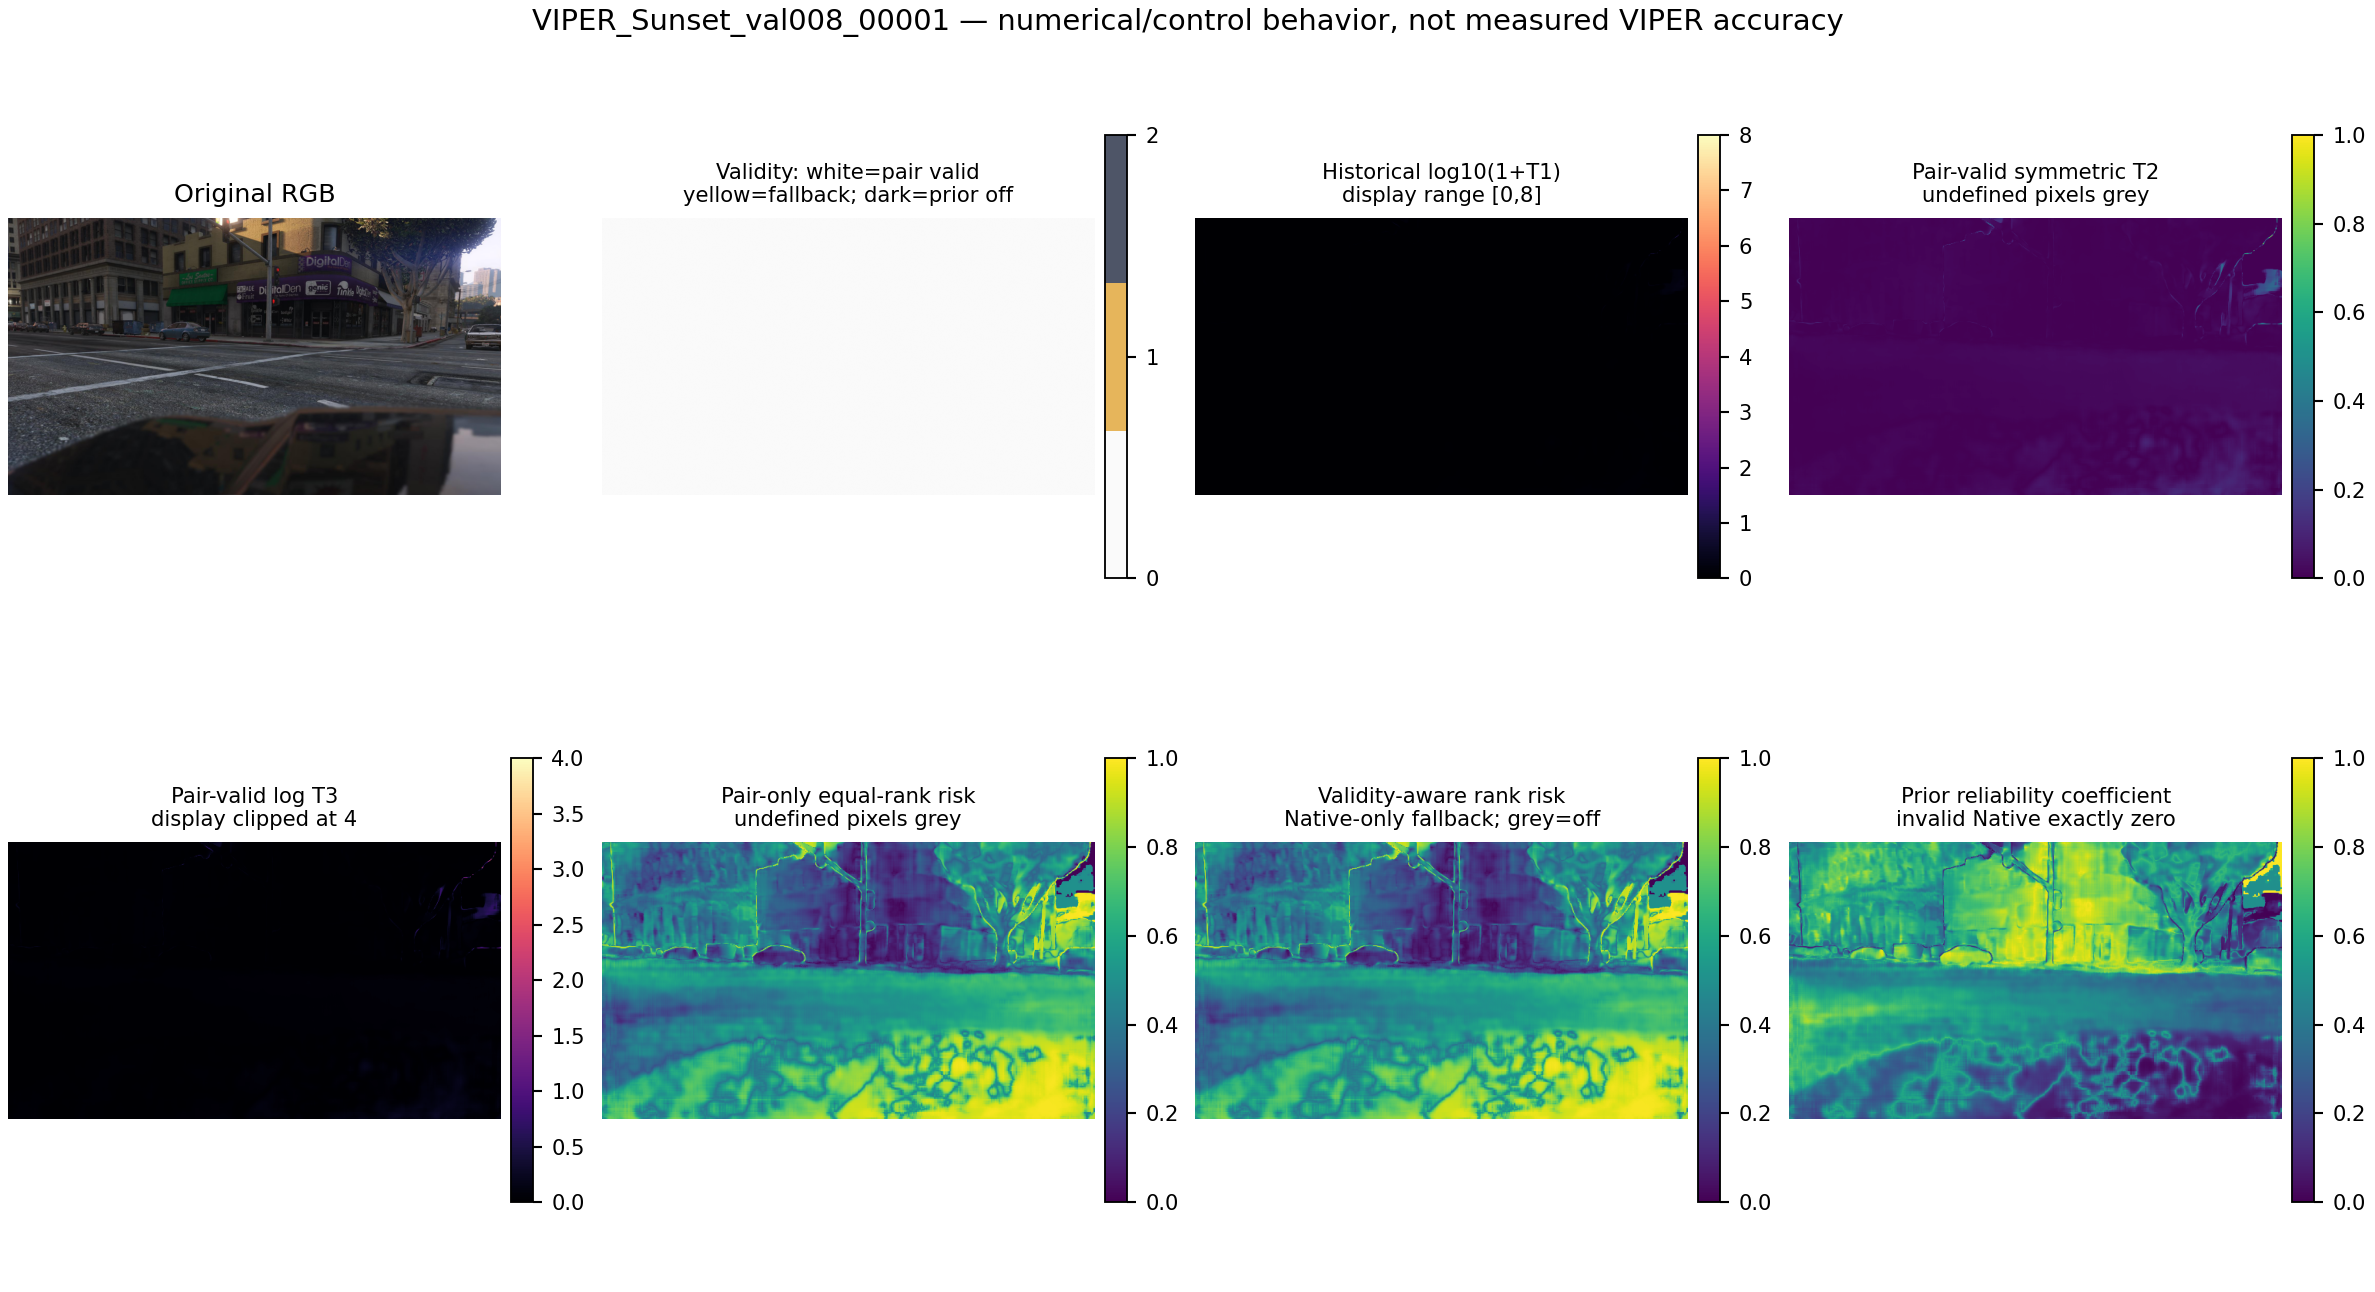 VIPER_Sunset_val008_00001 — numerical/control behavior, not measured VIPER accuracy
Original RGB
DigitalDen
DigitalDen
genic
Tinkle
Validity: white=pair valid
yellow=fallback; dark=prior off
2
1
0
Historical log10(1+T1)
display range [0,8]
8
7
6
5
4
3
2
1
0
Pair-valid symmetric T2
undefined pixels grey
1.0
0.8
0.6
0.4
0.2
0.0
Pair-valid log T3
display clipped at 4
4.0
3.5
3.0
2.5
2.0
1.5
1.0
0.5
0.0
Pair-only equal-rank risk
undefined pixels grey
1.0
0.8
0.6
0.4
0.2
0.0
Validity-aware rank risk
Native-only fallback; grey=off
1.0
0.8
0.6
0.4
0.2
0.0
Prior reliability coefficient
invalid Native exactly zero
1.0
0.8
0.6
0.4
0.2
0.0